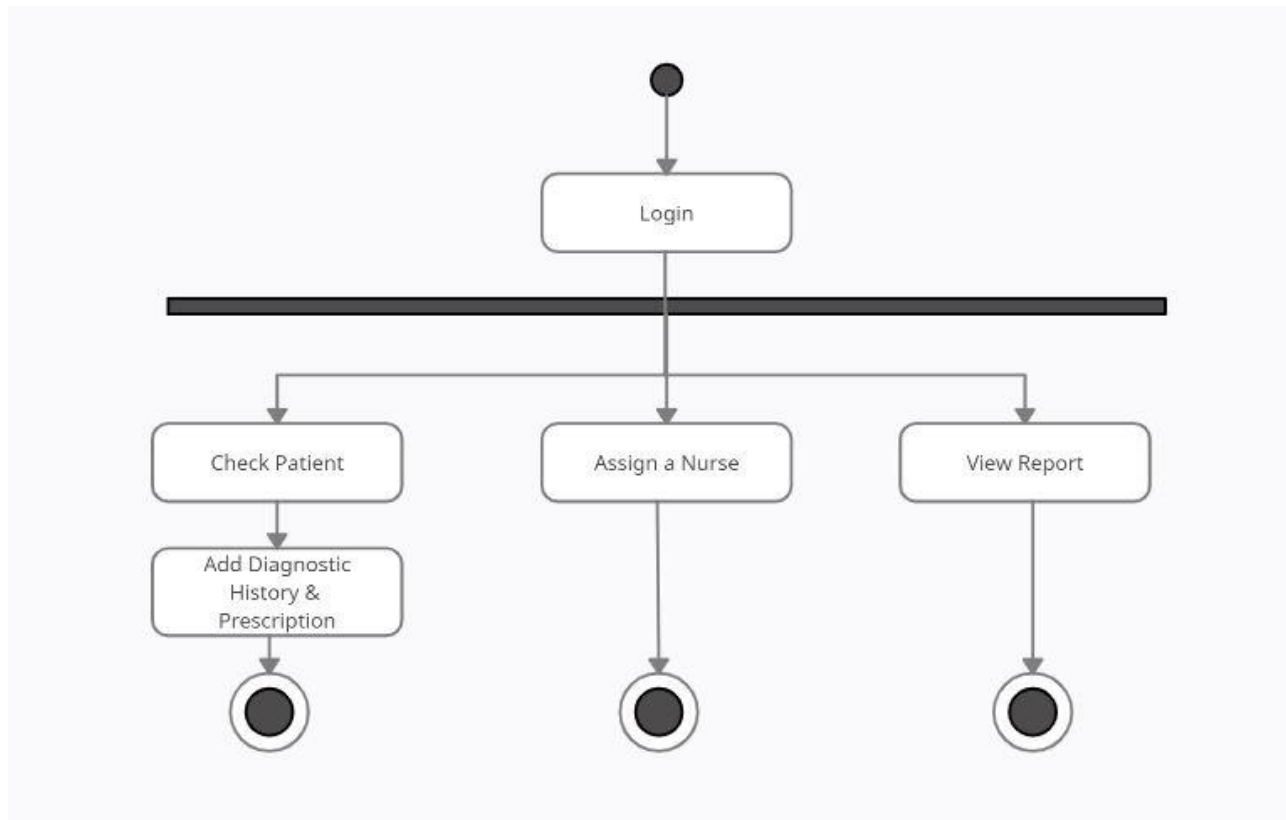 Login
Check Patient
Assign a Nurse
View Report
Add Diagnostic
History &
Prescription